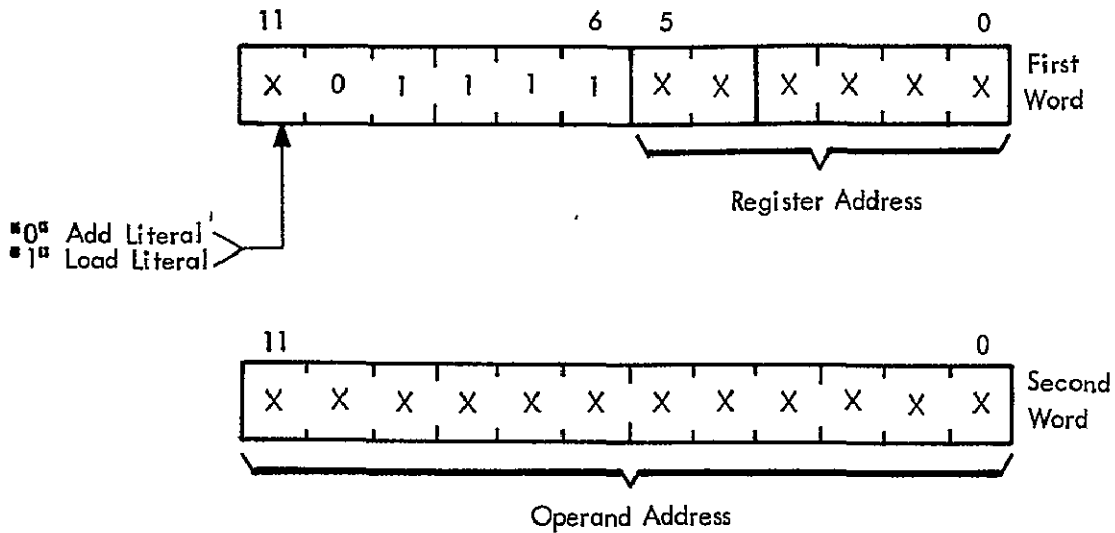 11 6 5 0
X 0 1 1 1 1 X X X X X X
First
Word
Register Address
"0" Add Literal
"1" Load Literal
11 0
X X X X X X X X X X X X
Second
Word
Operand Address